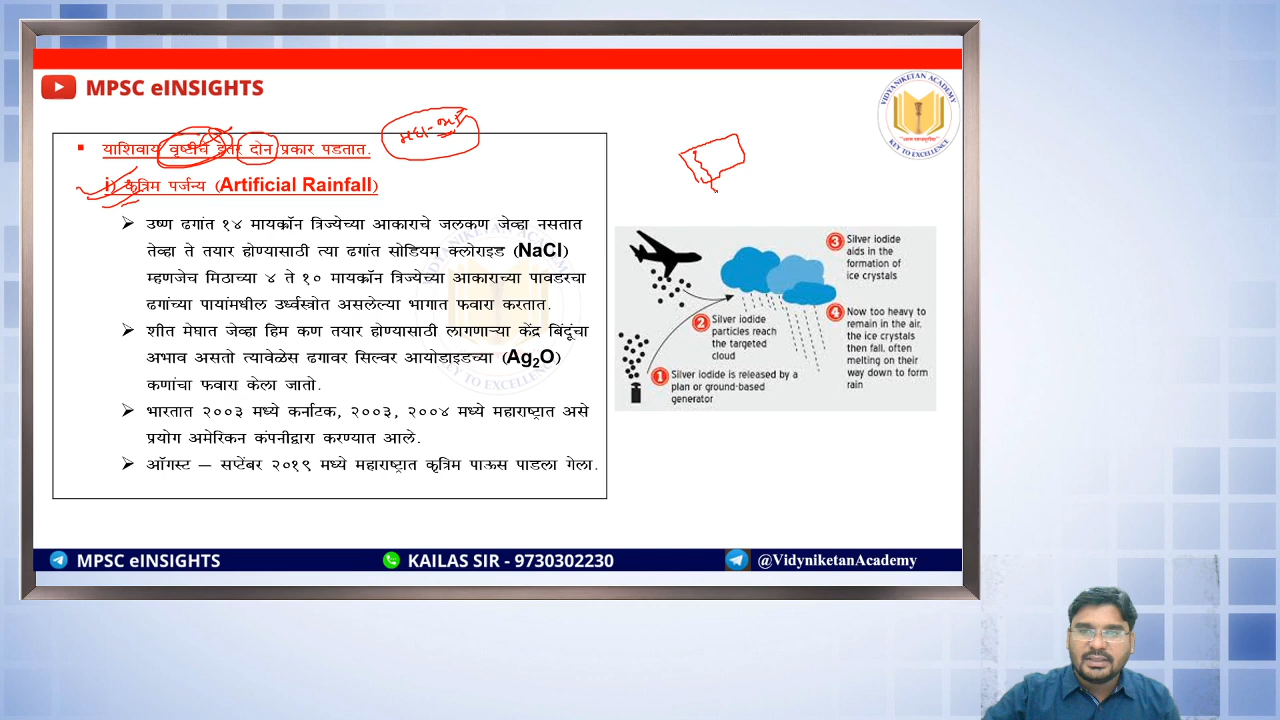 MPSC eINSIGHTS
VIDYANIKETAN ACADEMY
KEY TO EXCELLENCE
याशिवाय वृष्टीचे इतर दोन प्रकार पडतात.
i) कृत्रिम पर्जन्य (Artificial Rainfall)
उष्ण ढगांत १४ मायक्रॉन त्रिज्येच्या आकाराचे जलकण जेव्हा नसतात
तेव्हा ते तयार होण्यासाठी त्या ढगांत सोडियम क्लोराइड (NaCl)
म्हणजेच मिठाच्या ४ ते १० मायक्रॉन त्रिज्येच्या आकाराच्या पावडरचा
ढगांच्या पायांमधील उर्ध्वस्त्रोत असलेल्या भागात फवारा करतात.
शीत मेघात जेव्हा हिम कण तयार होण्यासाठी लागणाऱ्या केंद्र बिंदूंचा
अभाव असतो त्यावेळेस ढगावर सिल्वर आयोडाइडच्या (Ag₂O)
कणांचा फवारा केला जातो.
भारतात २००३ मध्ये कर्नाटक, २००३, २००४ मध्ये महाराष्ट्रात असे
प्रयोग अमेरिकन कंपनीद्वारा करण्यात आले.
ऑगस्ट – सप्टेंबर २०१९ मध्ये महाराष्ट्रात कृत्रिम पाऊस पाडला गेला.
3 Silver iodide
aids in the
formation of
ice crystals
2 Silver iodide
particles reach
the targeted
cloud
4 Now too heavy to
remain in the air,
the ice crystals
then fall, often
melting on their
way down to form
rain
1 Silver iodide is released by a
plan or ground-based
generator
MPSC eINSIGHTS
KAILAS SIR - 9730302230
@VidyniketanAcademy